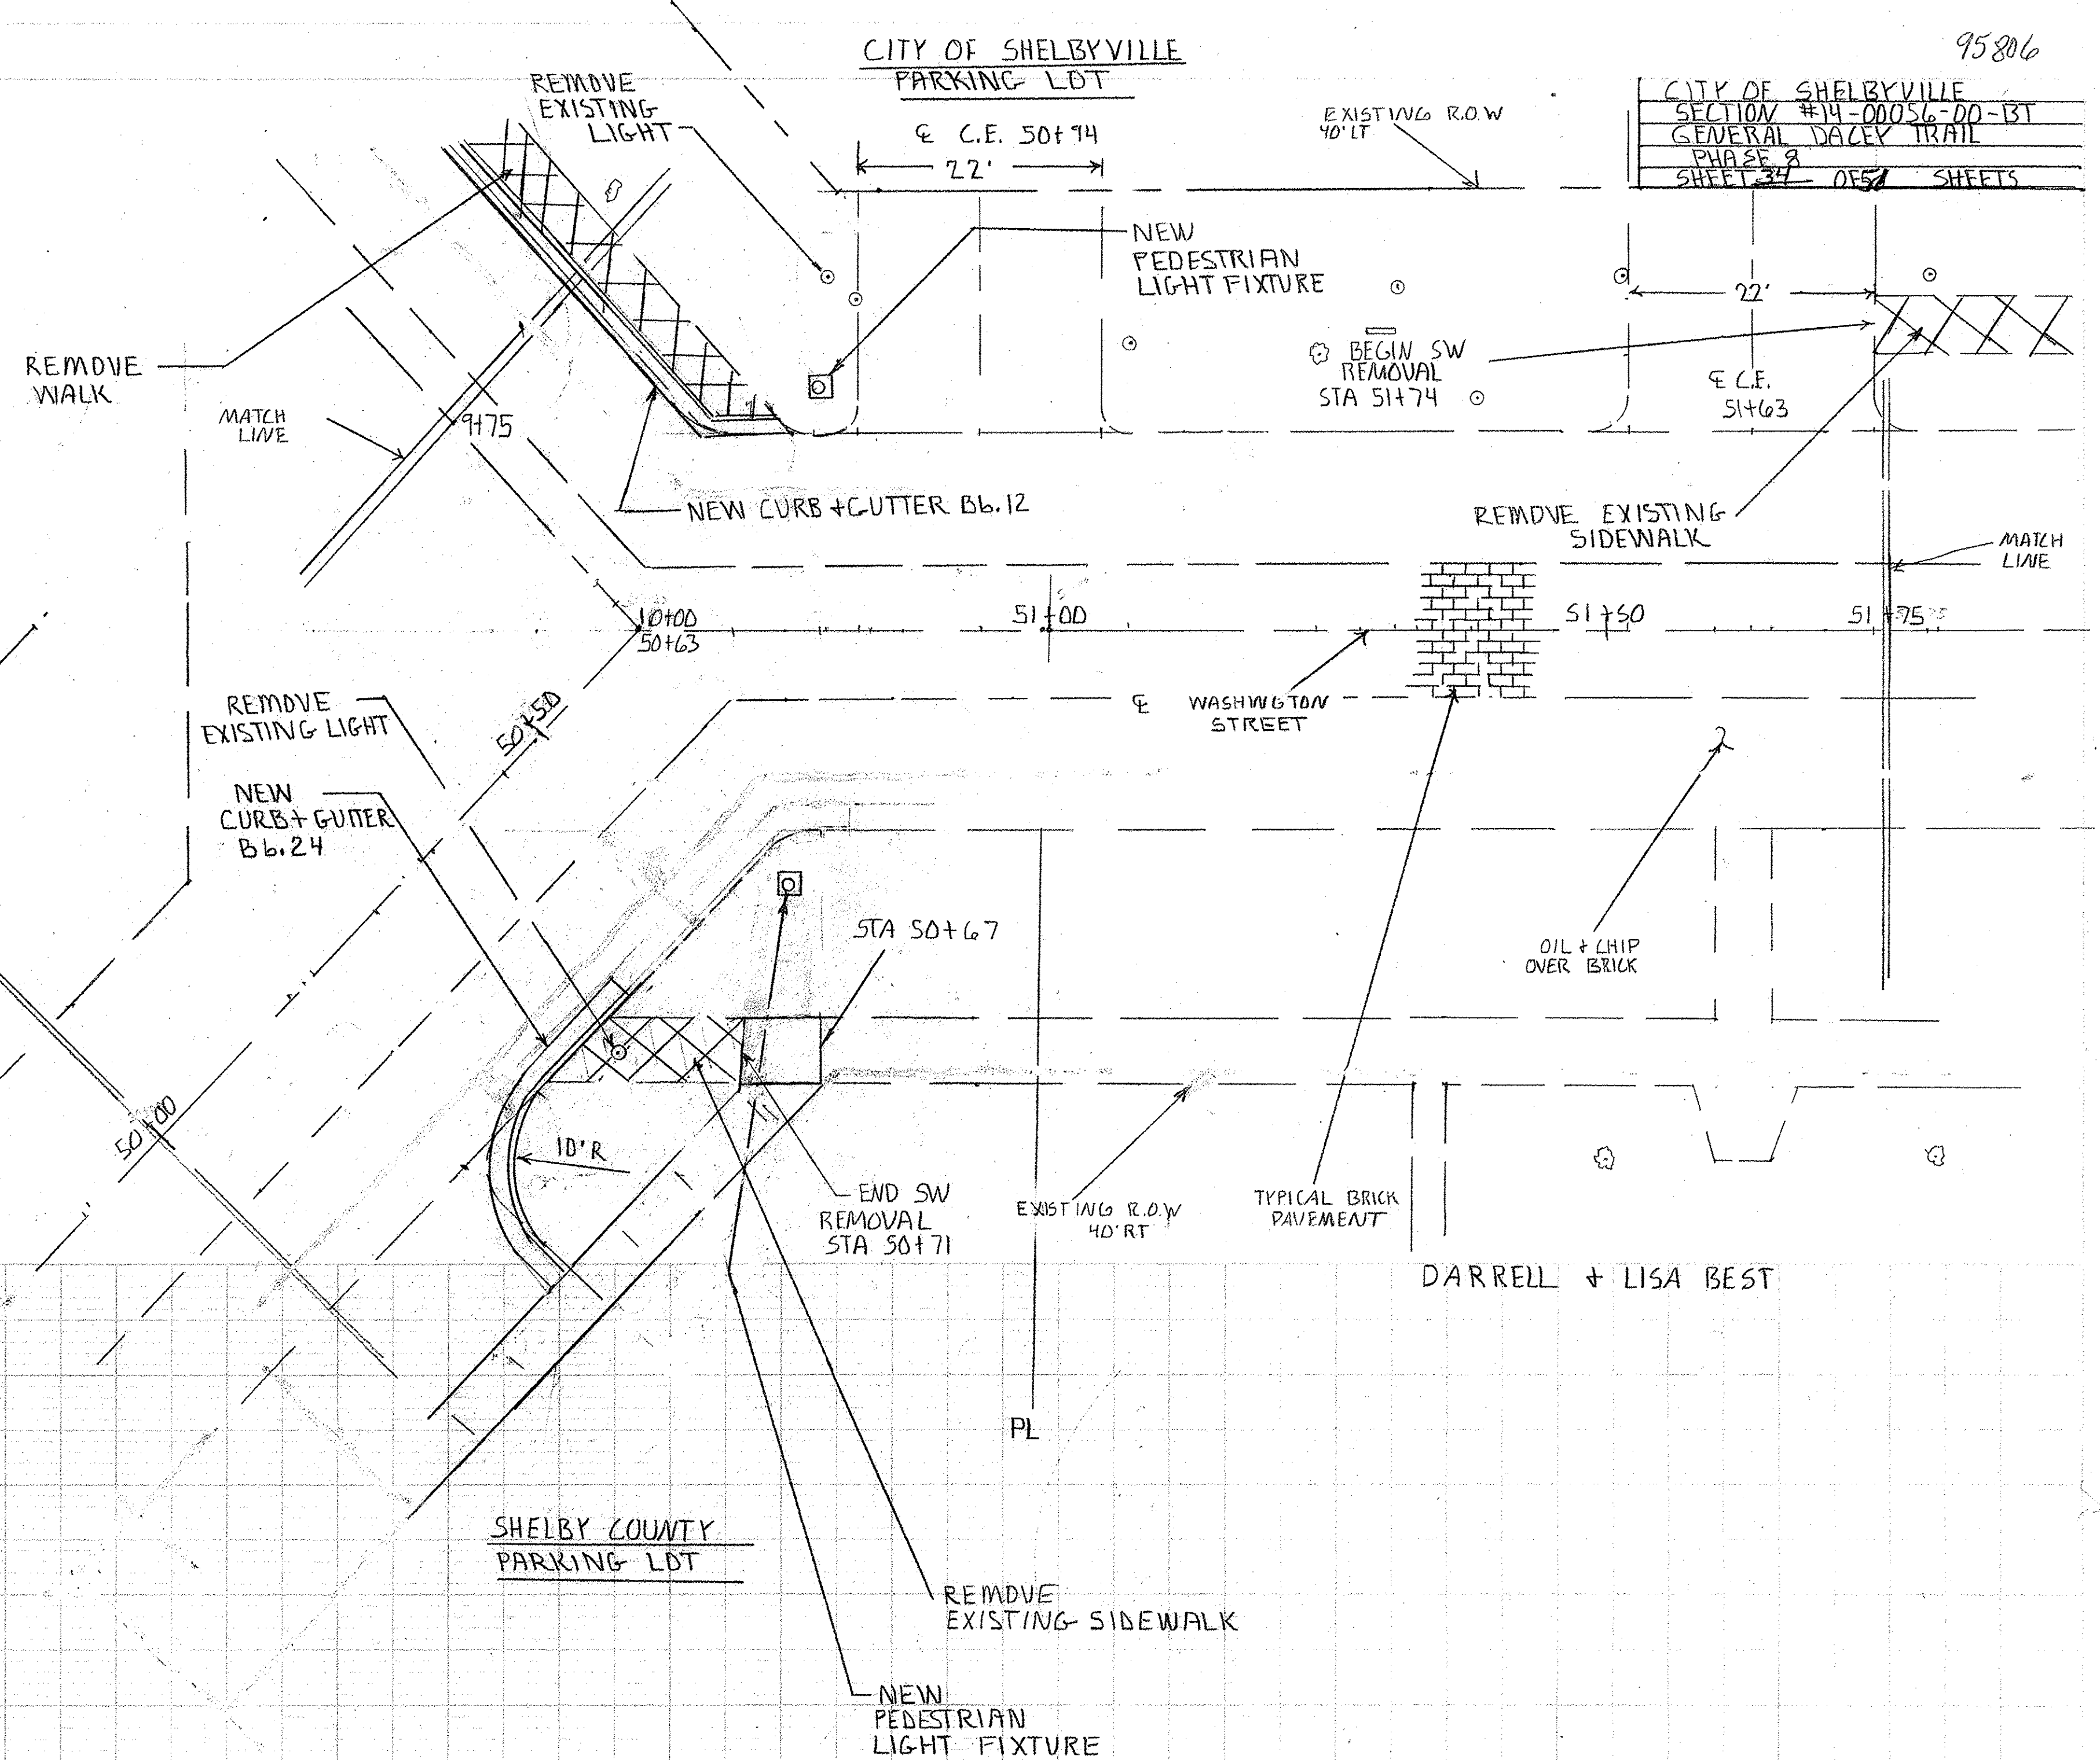 CITY OF SHELBYVILLE
PARKING LOT
95806
CITY OF SHELBYVILLE
SECTION #14-00056-00-BT
GENERAL DACEY TRAIL
PHASE 8
SHEET 34 OF 51 SHEETS
REMOVE
EXISTING
LIGHT
℄ C.E. 50+94
22'
EXISTING R.O.W
40' LT
NEW
PEDESTRIAN
LIGHT FIXTURE
22'
BEGIN SW
REMOVAL
STA 51+74
℄ C.E.
51+63
REMOVE
WALK
MATCH
LINE
9+75
NEW CURB + GUTTER B6.12
REMOVE EXISTING
SIDEWALK
MATCH
LINE
10+00
50+63
51+00
51+50
51+75
REMOVE
EXISTING LIGHT
50+50
℄ WASHINGTON
STREET
NEW
CURB + GUTTER
B6.24
STA 50+67
OIL + CHIP
OVER BRICK
50+00
10'R
END SW
REMOVAL
STA 50+71
EXISTING R.O.W
40' RT
TYPICAL BRICK
PAVEMENT
DARRELL + LISA BEST
PL
SHELBY COUNTY
PARKING LOT
REMOVE
EXISTING SIDEWALK
NEW
PEDESTRIAN
LIGHT FIXTURE